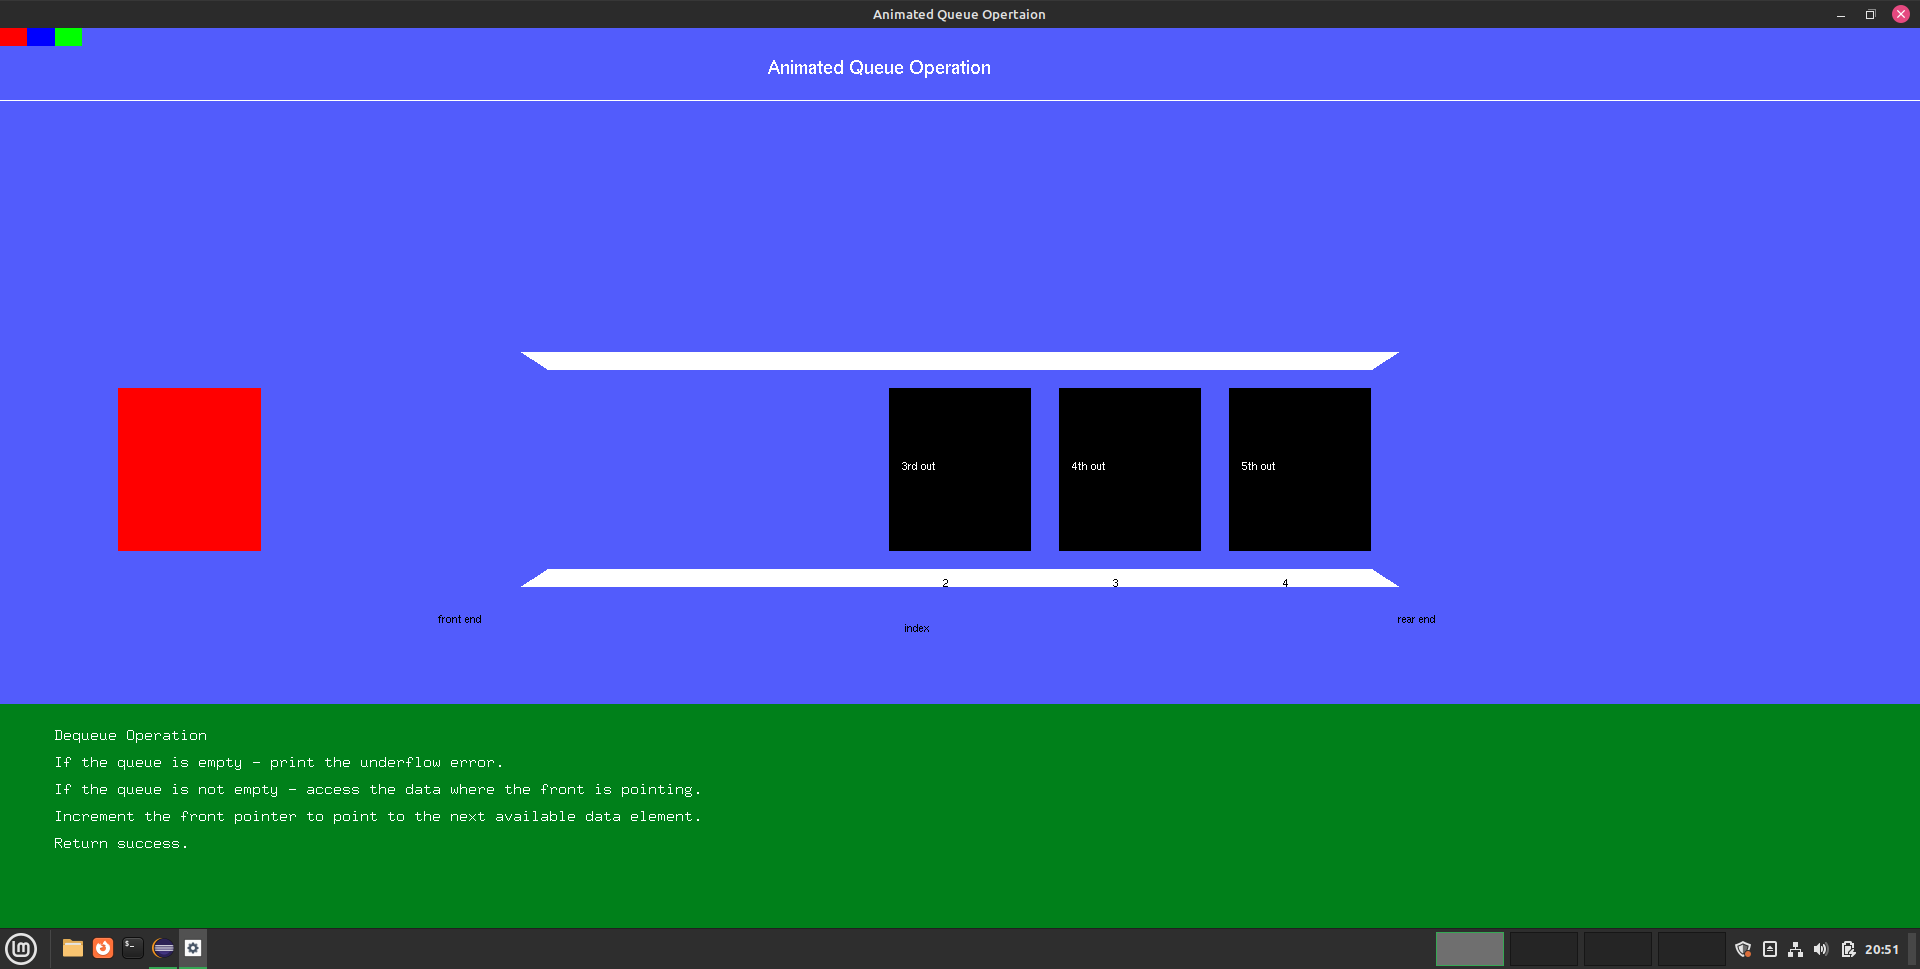 Animated Queue Opertaion
Animated Queue Operation
3rd out
4th out
5th out
2
3
4
front end
rear end
index
Dequeue Operation
If the queue is empty - print the underflow error.
If the queue is not empty - access the data where the front is pointing.
Increment the front pointer to point to the next available data element.
Return success.
20:51